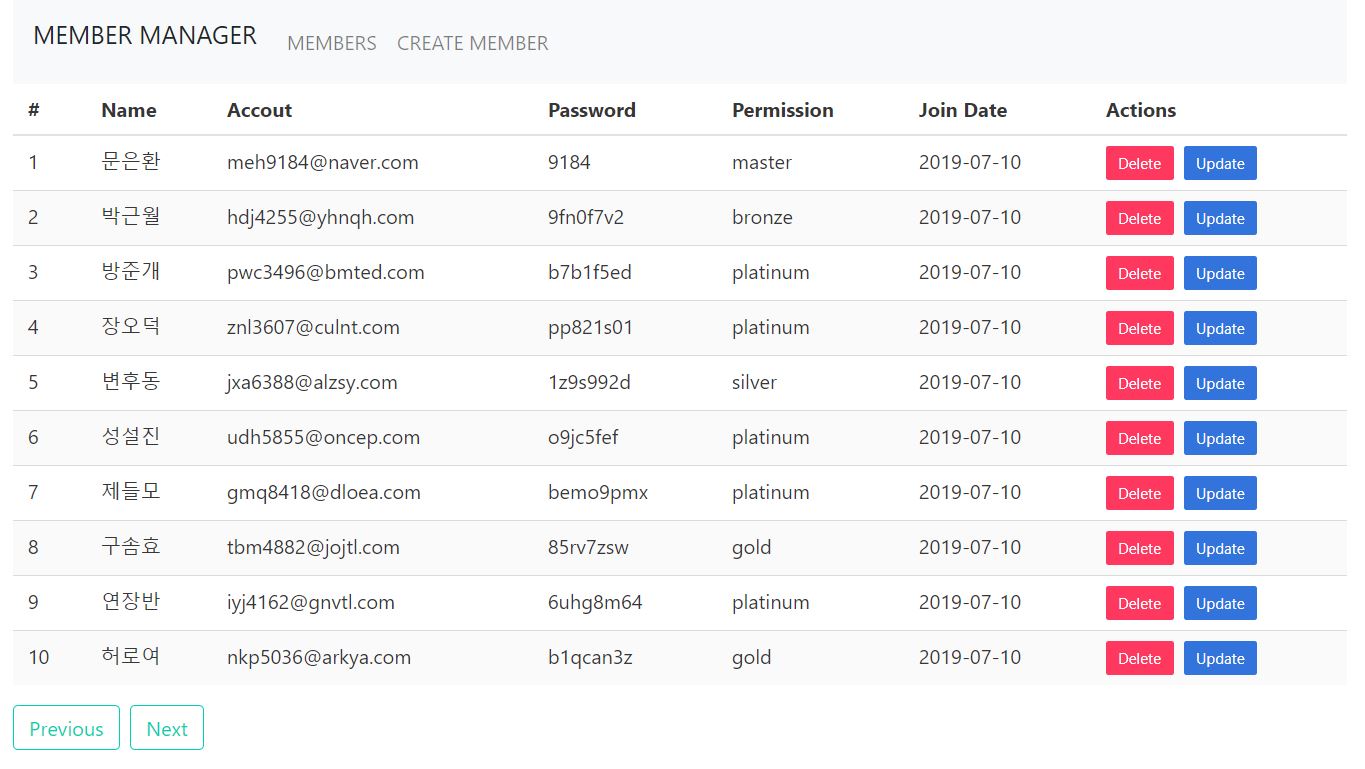 MEMBER MANAGER MEMBERS CREATE MEMBER
# Name Accout Password Permission Join Date Actions
1 문은환 meh9184@naver.com 9184 master 2019-07-10 Delete Update
2 박근월 hdj4255@yhnqh.com 9fn0f7v2 bronze 2019-07-10 Delete Update
3 방준개 pwc3496@bmted.com b7b1f5ed platinum 2019-07-10 Delete Update
4 장오덕 znl3607@culnt.com pp821s01 platinum 2019-07-10 Delete Update
5 변후동 jxa6388@alzsy.com 1z9s992d silver 2019-07-10 Delete Update
6 성설진 udh5855@oncep.com o9jc5fef platinum 2019-07-10 Delete Update
7 제들모 gmq8418@dloea.com bemo9pmx platinum 2019-07-10 Delete Update
8 구솜효 tbm4882@jojtl.com 85rv7zsw gold 2019-07-10 Delete Update
9 연장반 iyj4162@gnvtl.com 6uhg8m64 platinum 2019-07-10 Delete Update
10 허로여 nkp5036@arkya.com b1qcan3z gold 2019-07-10 Delete Update
Previous Next